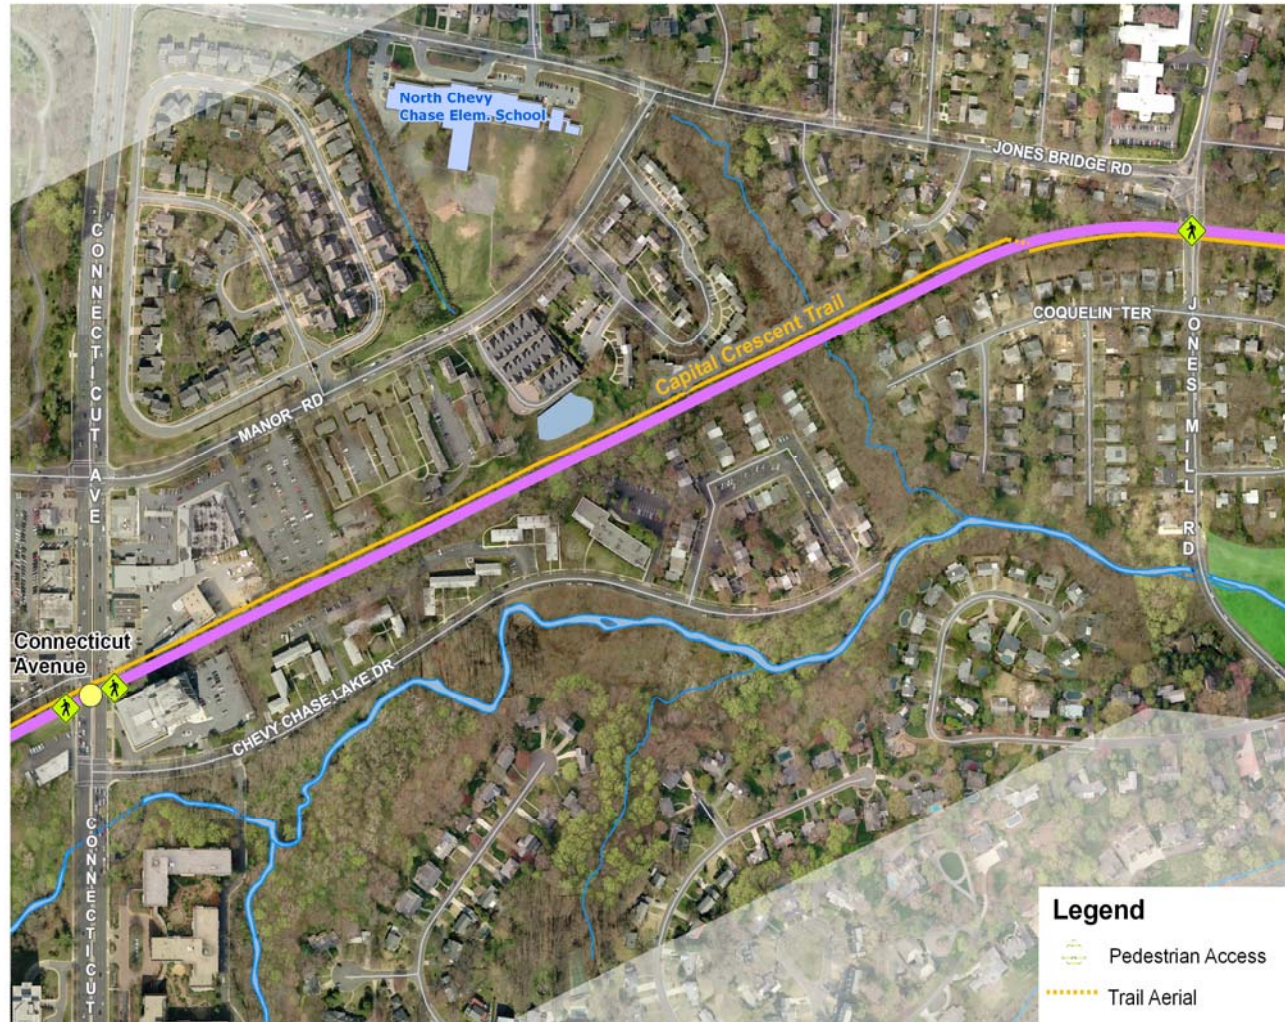 North Chevy
Chase Elem. School
JONES BRIDGE RD
CONNECTICUT AVE
Capital Crescent Trail
COQUELIN TER
JONES MILL RD
MANOR RD
Connecticut
Avenue
CHEVY CHASE LAKE DR
CONNECTICUT
Legend
Pedestrian Access
Trail Aerial